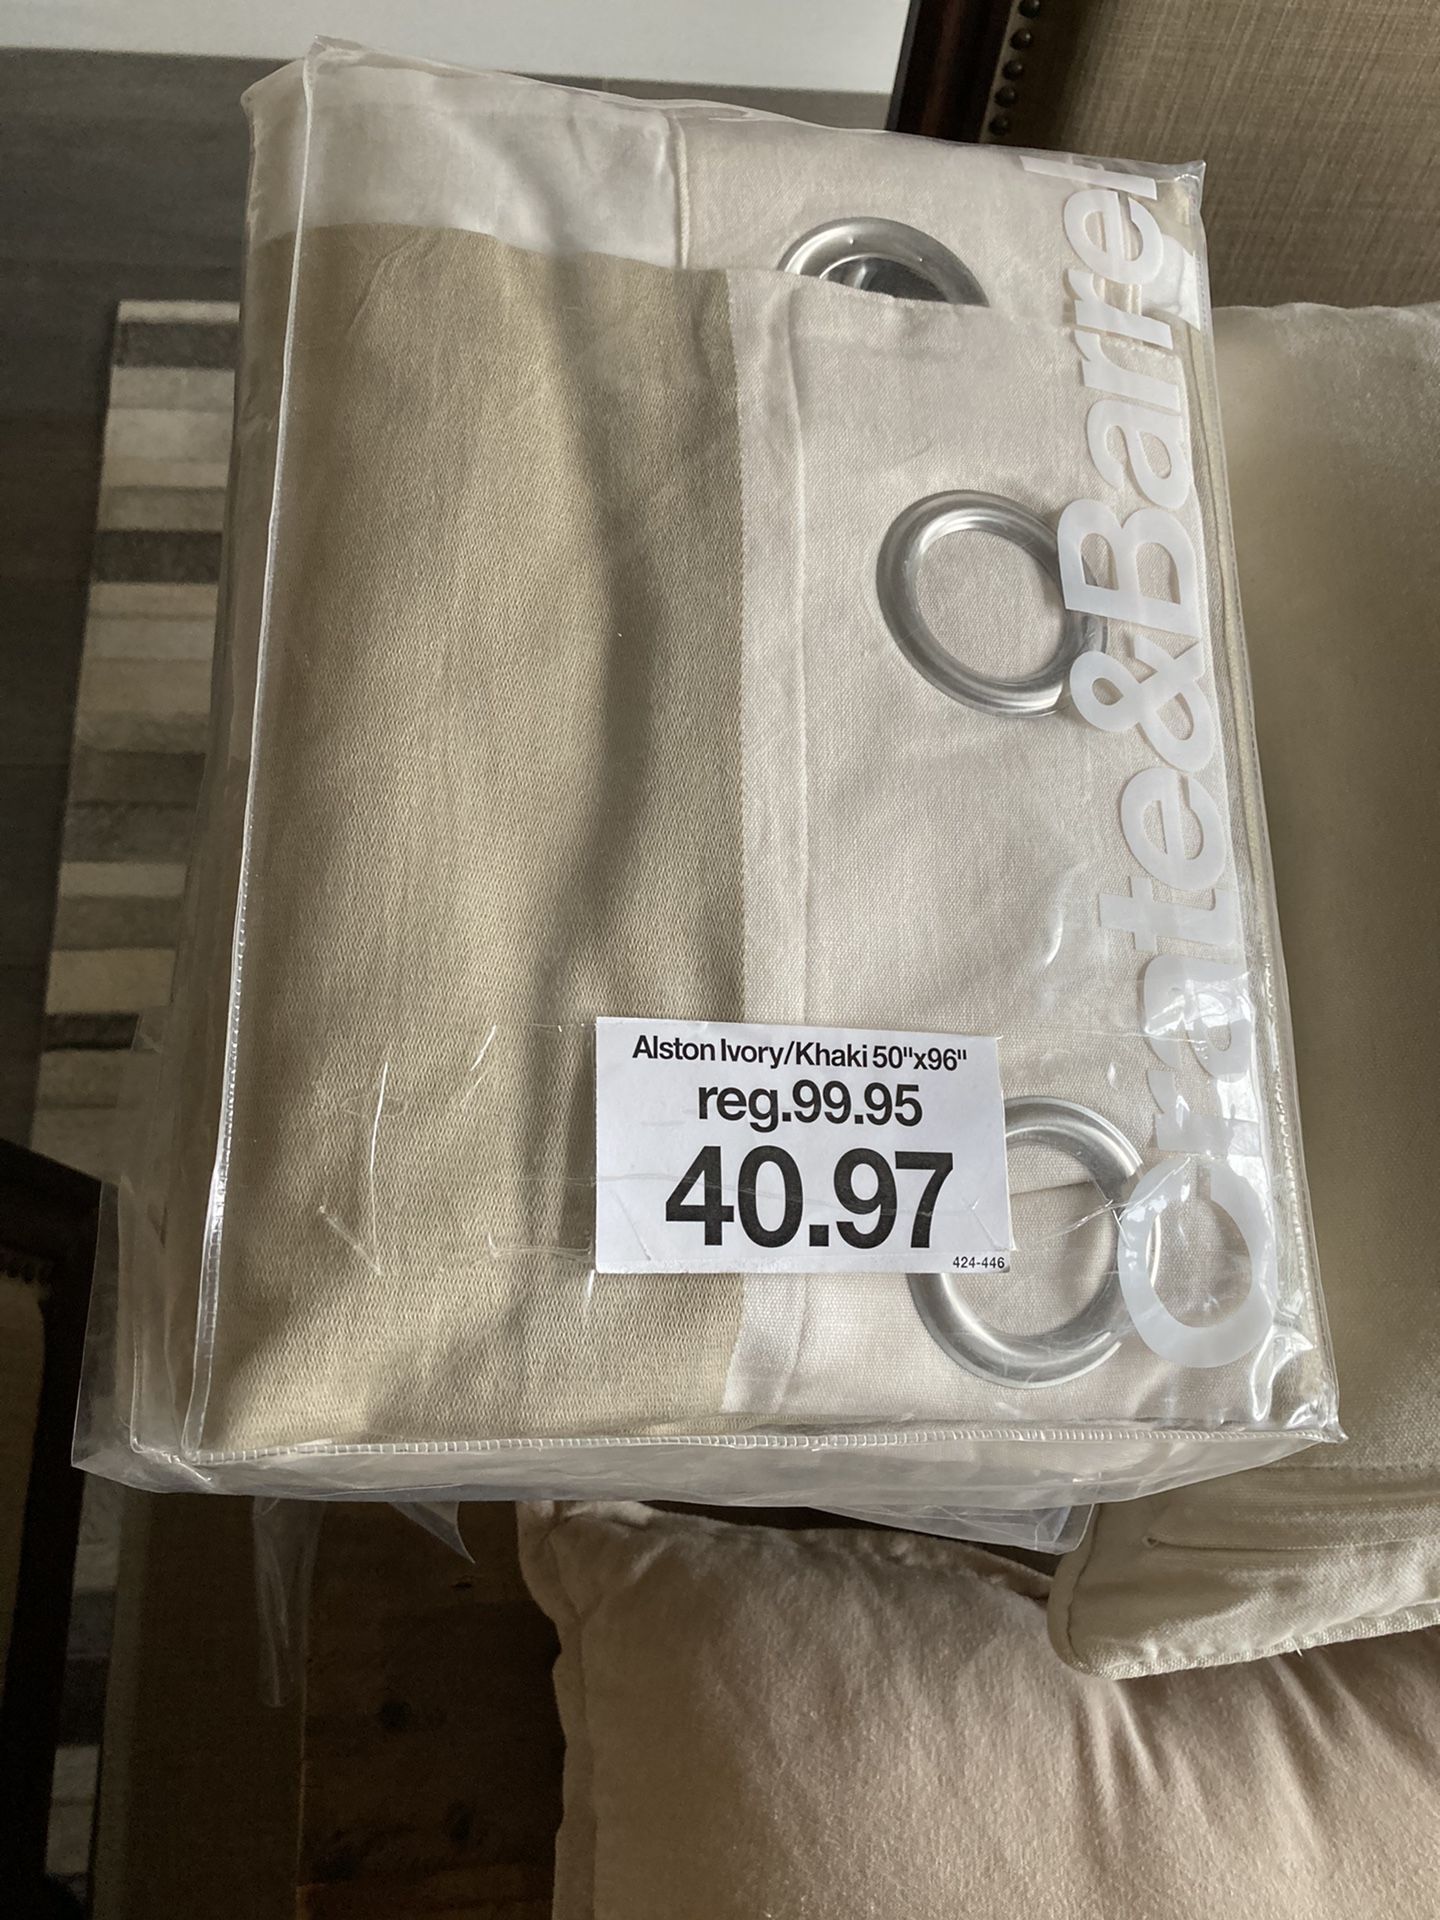 Crate&Barrel
Alston Ivory/Khaki 50"x96"
reg.99.95
40.97
424-446